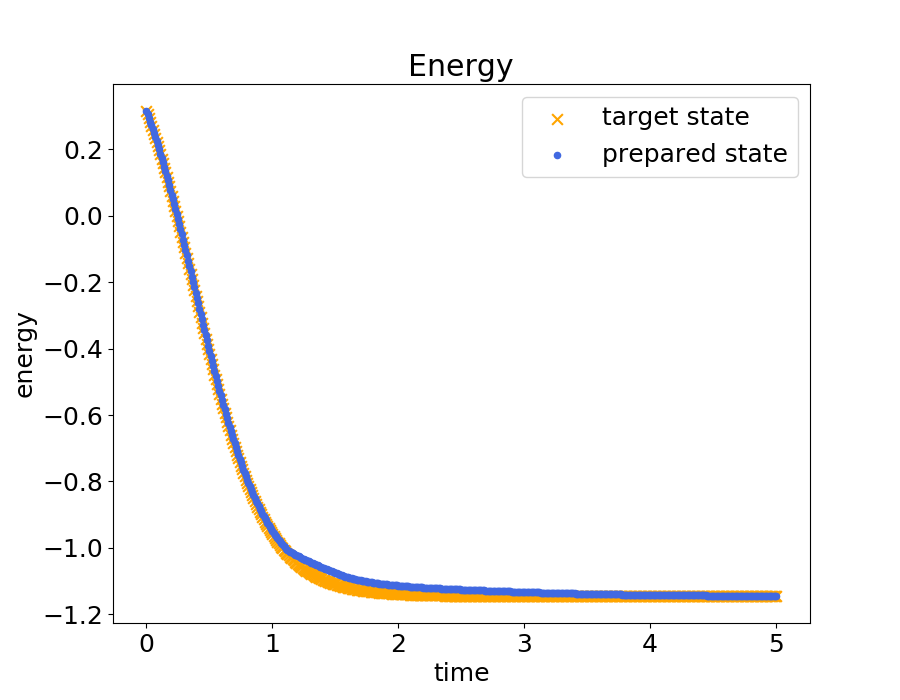 Energy
target state
prepared state
energy
0.2
0.0
−0.2
−0.4
−0.6
−0.8
−1.0
−1.2
0 1 2 3 4 5
time